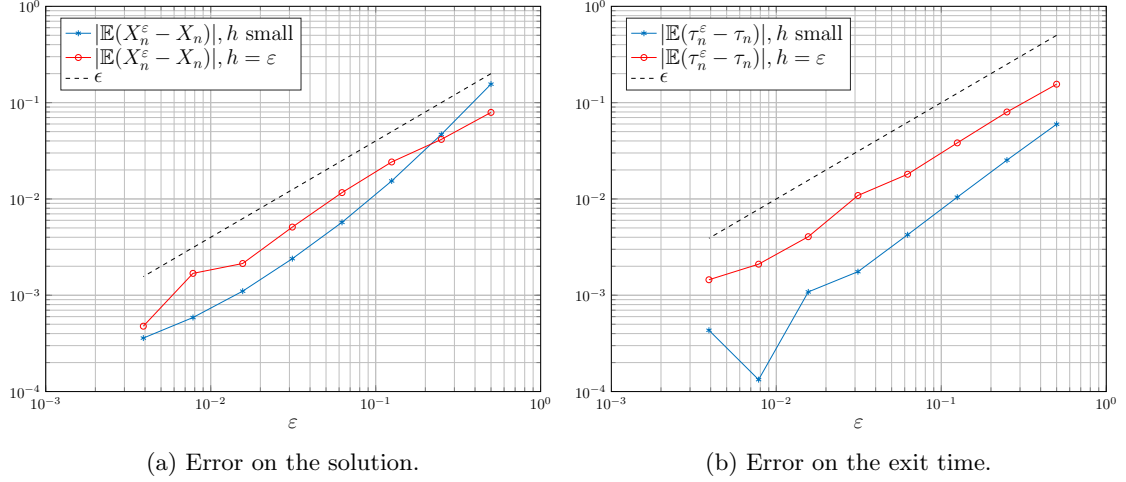 |𝔼(X_n^ε − X_n)|, h small
|𝔼(X_n^ε − X_n)|, h = ε
ϵ
10^0
10^−1
10^−2
10^−3
10^−4
10^−3
10^−2
10^−1
10^0
ε
(a) Error on the solution.
|𝔼(τ_n^ε − τ_n)|, h small
|𝔼(τ_n^ε − τ_n)|, h = ε
ϵ
10^0
10^−1
10^−2
10^−3
10^−4
10^−3
10^−2
10^−1
10^0
ε
(b) Error on the exit time.